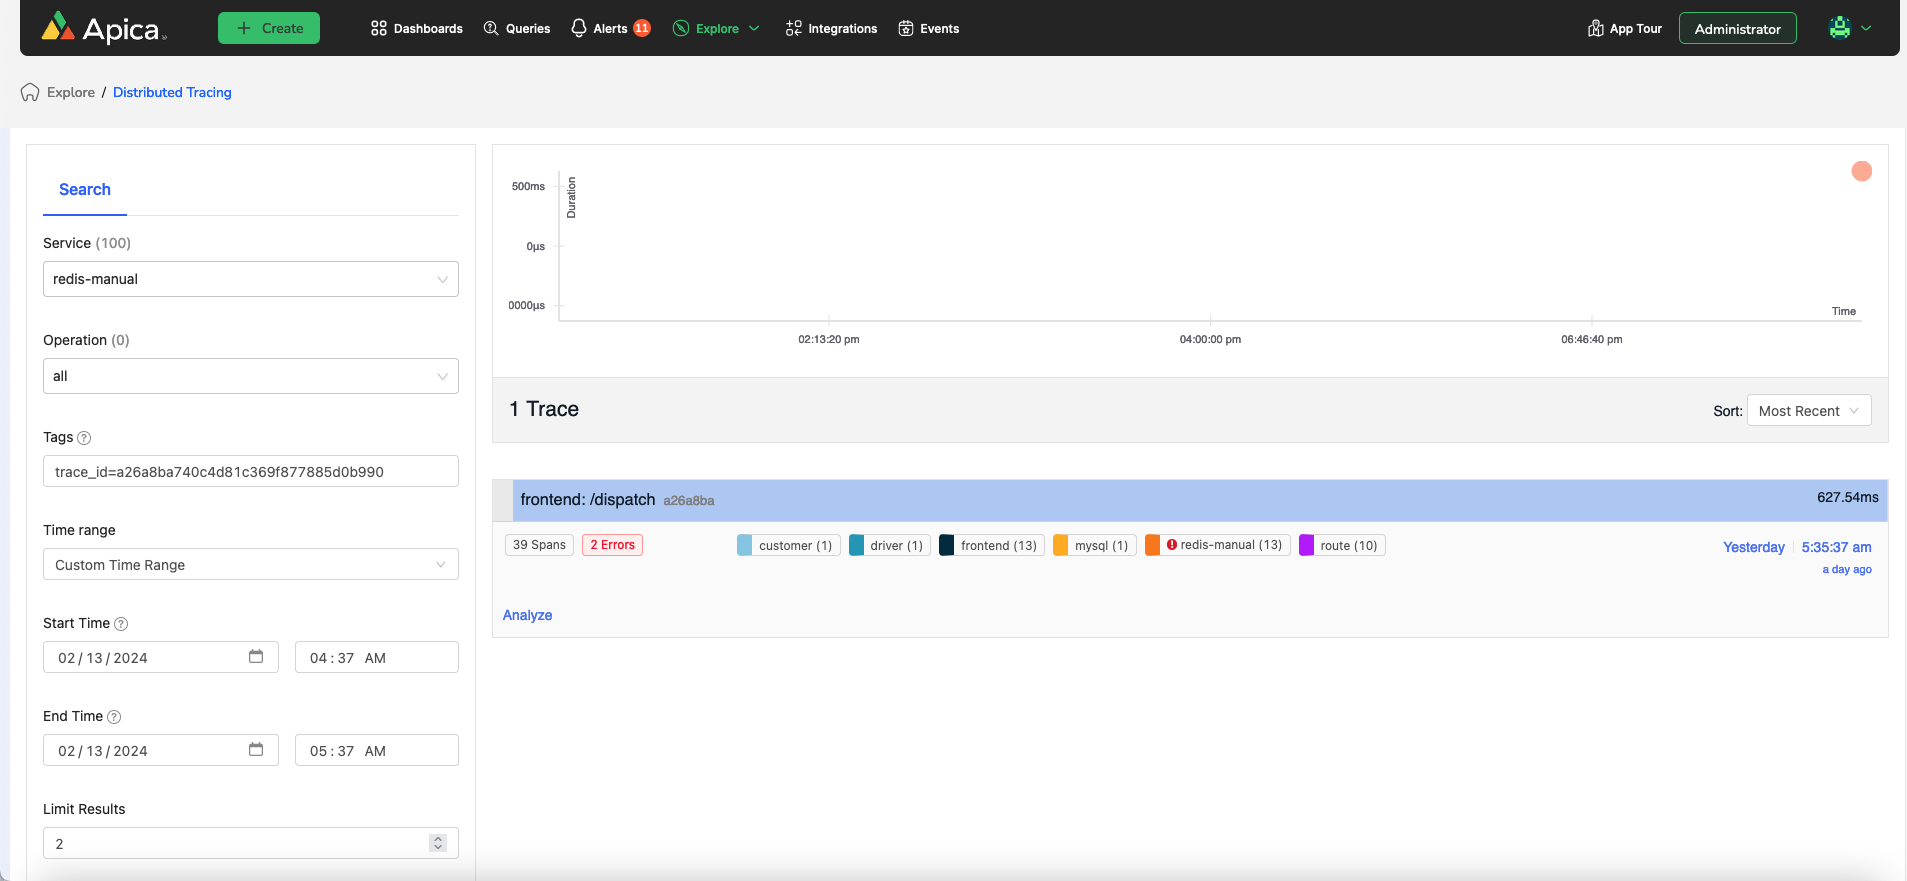 Apica
Create
Dashboards
Queries
Alerts 11
Explore
Integrations
Events
App Tour
Administrator
Explore / Distributed Tracing
Search
Service (100)
redis-manual
Operation (0)
all
Tags ?
trace_id=a26a8ba740c4d81c369f877885d0b990
Time range
Custom Time Range
Start Time ?
02/13/2024 04:37 AM
End Time ?
02/13/2024 05:37 AM
Limit Results
2
500ms
Duration
0µs
0000µs
Time
02:13:20 pm 04:00:00 pm 06:46:40 pm
1 Trace
Sort: Most Recent
frontend: /dispatch a26a8ba
627.54ms
39 Spans 2 Errors customer (1) driver (1) frontend (13) mysql (1) redis-manual (13) route (10)
Yesterday 5:35:37 am
a day ago
Analyze